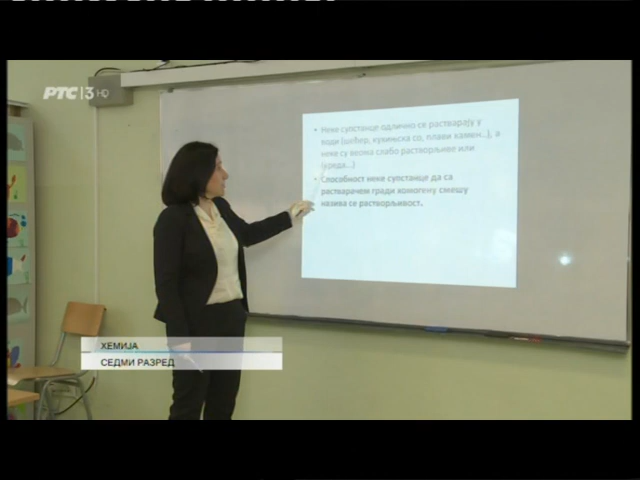 РТС|3 HD
• Неке супстанце одлично се растварају у
води (шећер, кухињска со, плави камен...), а
неке су веома слабо растворљиве или
• Способност неке супстанце да са
растварачем гради хомогену смешу
назива се растворљивост.
ХЕМИЈА
СЕДМИ РАЗРЕД